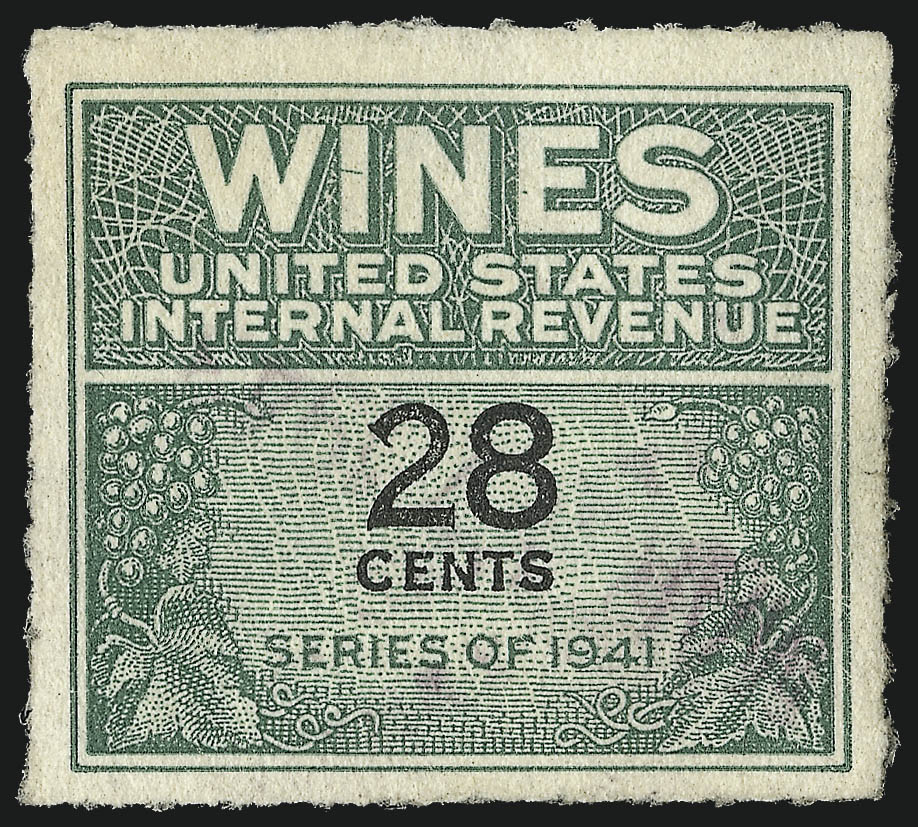 WINES
UNITED STATES
INTERNAL REVENUE
28
CENTS
SERIES OF 1941